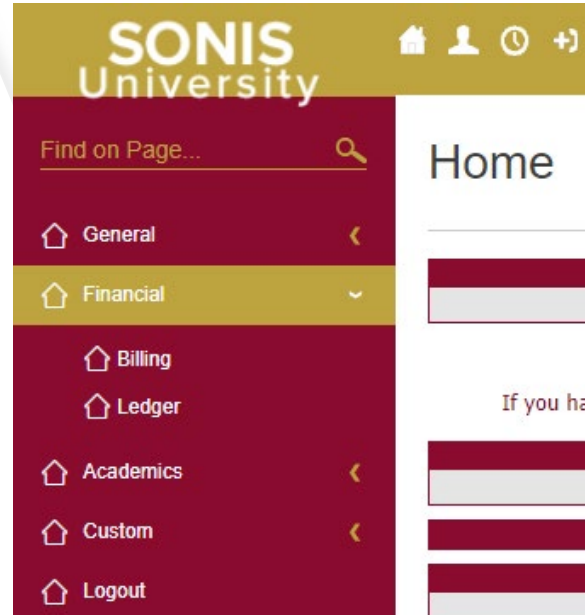 SONIS
University
Find on Page...
Home
General
Financial
Billing
If you ha
Ledger
Academics
Custom
Logout